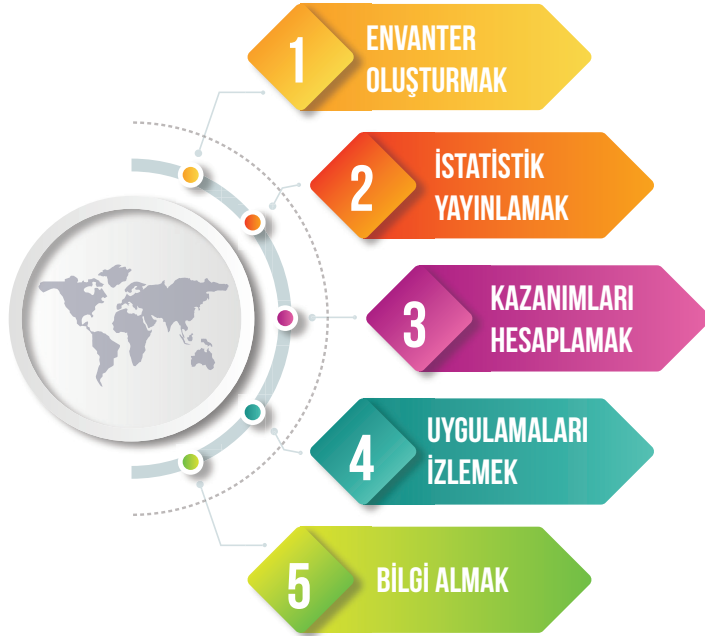 1
ENVANTER
OLUŞTURMAK
2
İSTATİSTİK
YAYINLAMAK
3
KAZANIMLARI
HESAPLAMAK
4
UYGULAMALARI
İZLEMEK
5
BİLGİ ALMAK